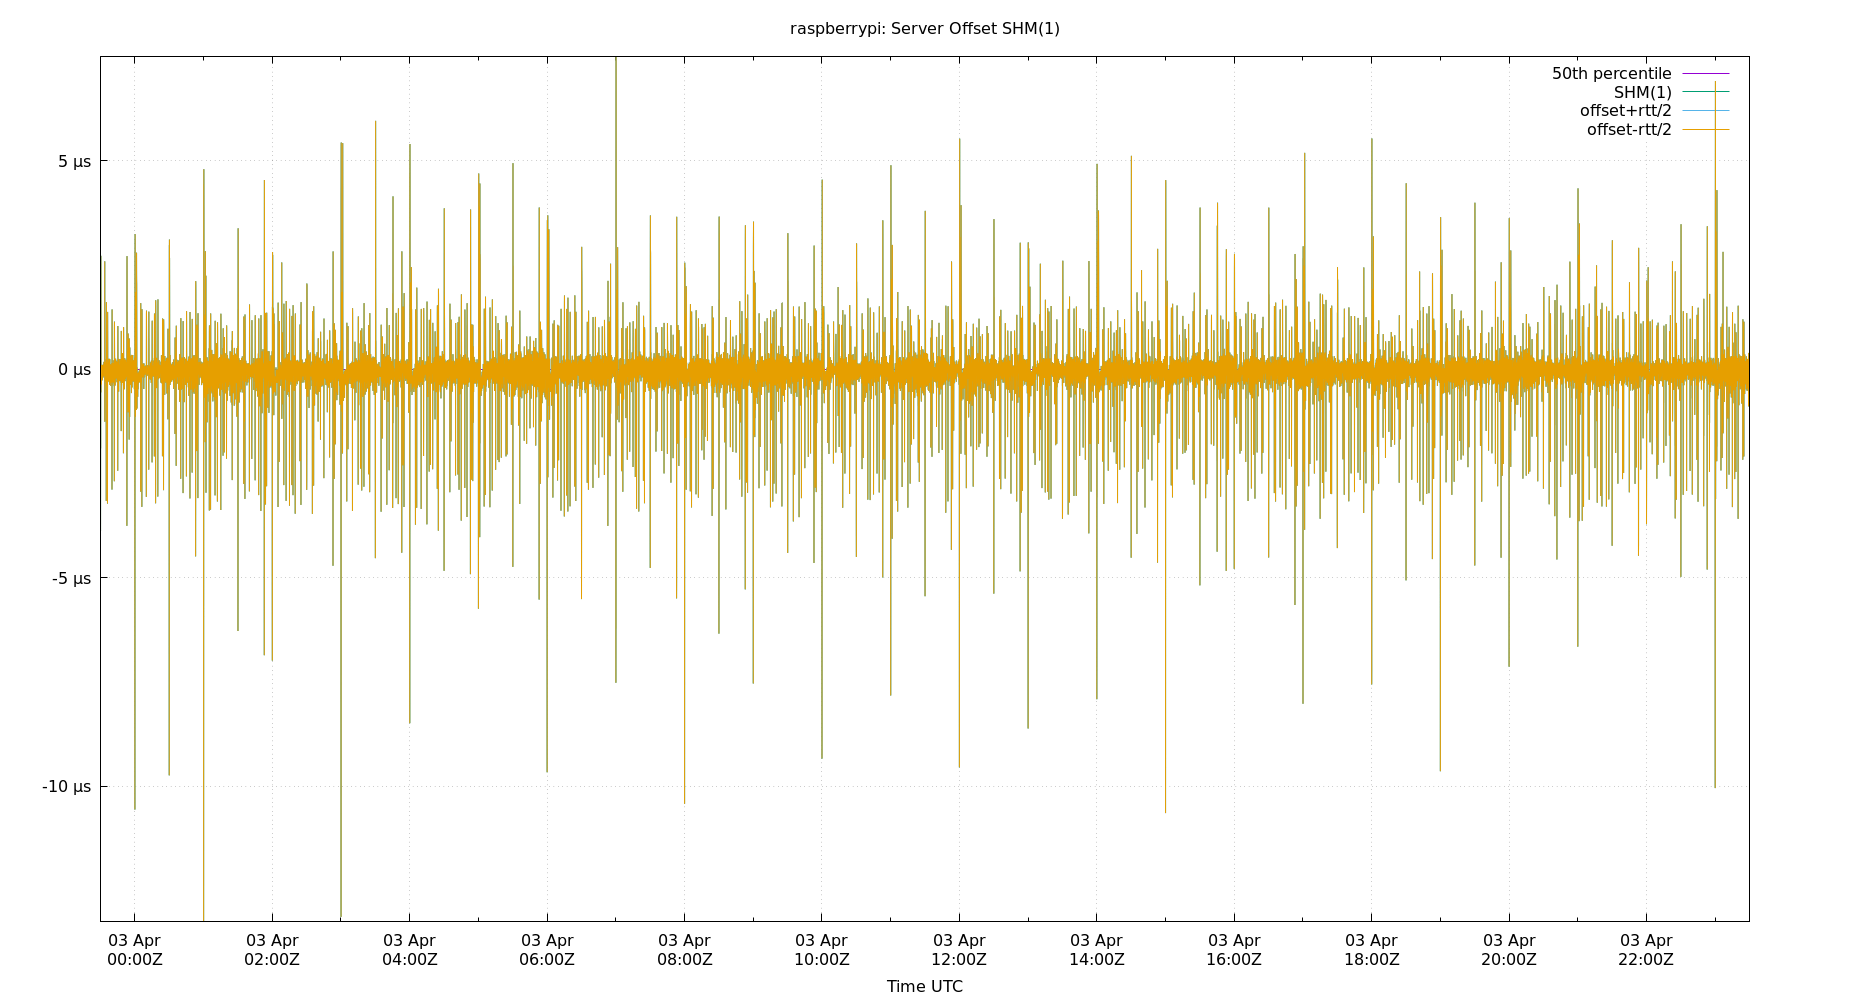 raspberrypi: Server Offset SHM(1)
50th percentile
SHM(1)
offset+rtt/2
offset-rtt/2
5 µs
0 µs
-5 µs
-10 µs
03 Apr 03 Apr 03 Apr 03 Apr 03 Apr 03 Apr 03 Apr 03 Apr 03 Apr 03 Apr 03 Apr 03 Apr
00:00Z 02:00Z 04:00Z 06:00Z 08:00Z 10:00Z 12:00Z 14:00Z 16:00Z 18:00Z 20:00Z 22:00Z
Time UTC